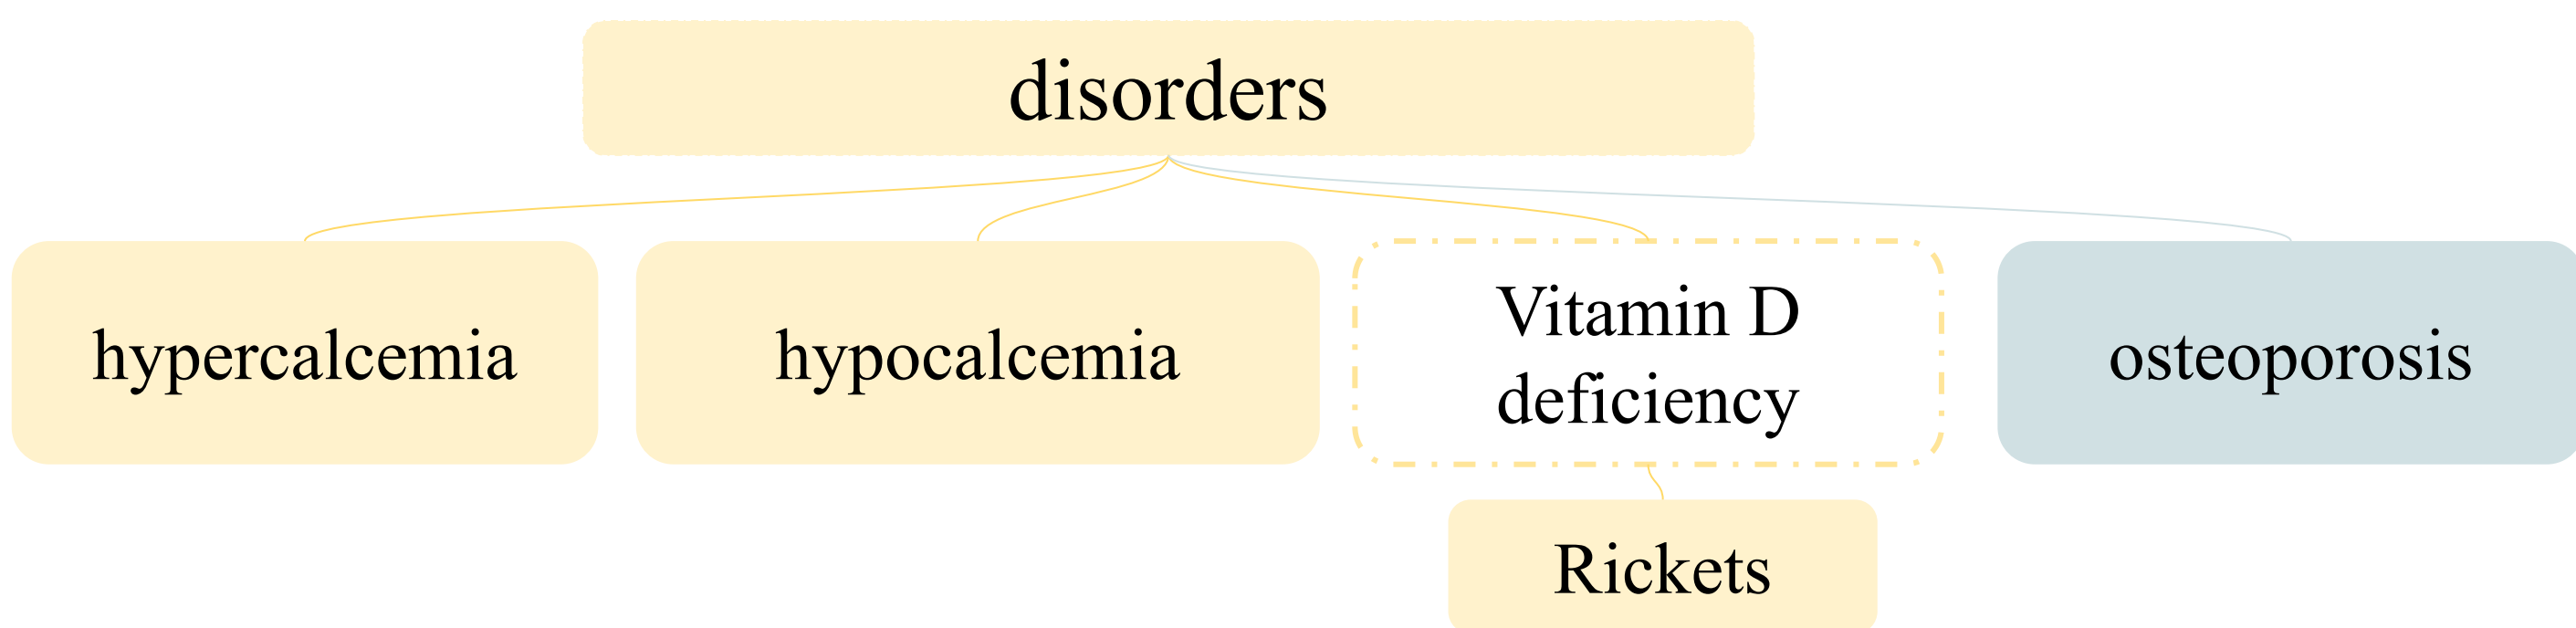 disorders
hypercalcemia
hypocalcemia
Vitamin D
deficiency
osteoporosis
Rickets